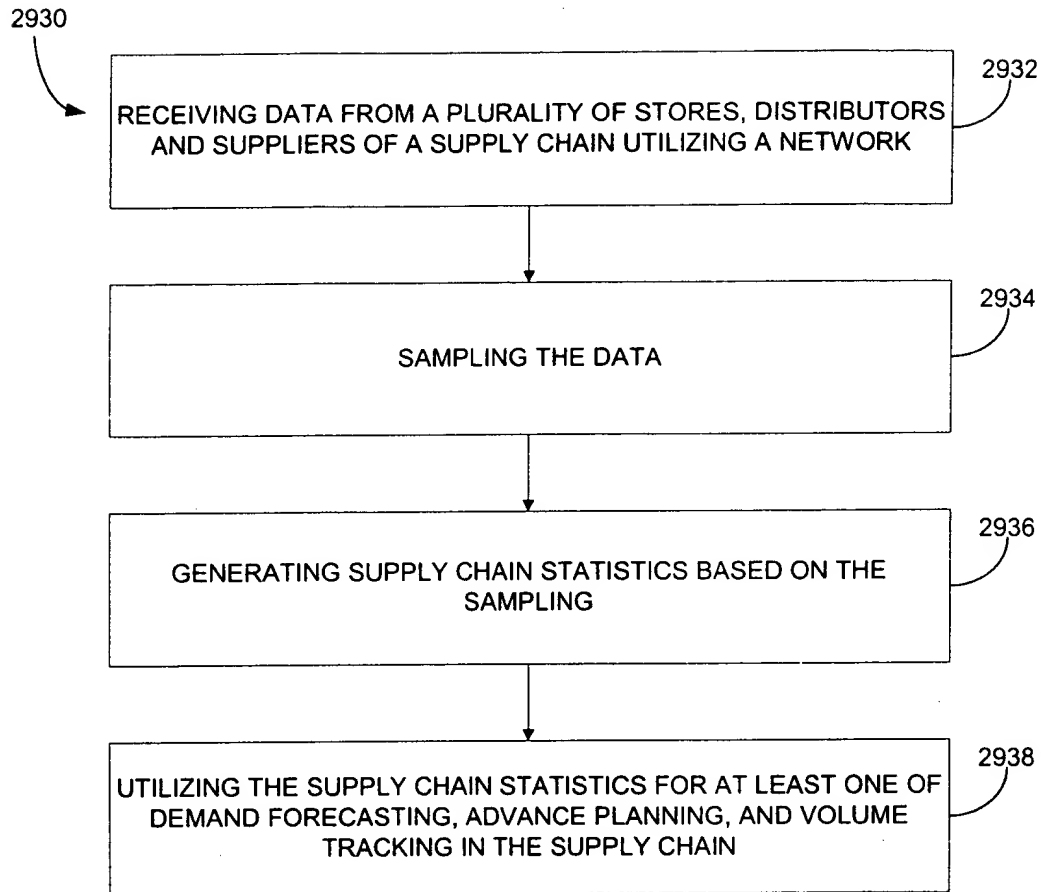 2930
2932
RECEIVING DATA FROM A PLURALITY OF STORES, DISTRIBUTORS
AND SUPPLIERS OF A SUPPLY CHAIN UTILIZING A NETWORK
2934
SAMPLING THE DATA
2936
GENERATING SUPPLY CHAIN STATISTICS BASED ON THE
SAMPLING
2938
UTILIZING THE SUPPLY CHAIN STATISTICS FOR AT LEAST ONE OF
DEMAND FORECASTING, ADVANCE PLANNING, AND VOLUME
TRACKING IN THE SUPPLY CHAIN